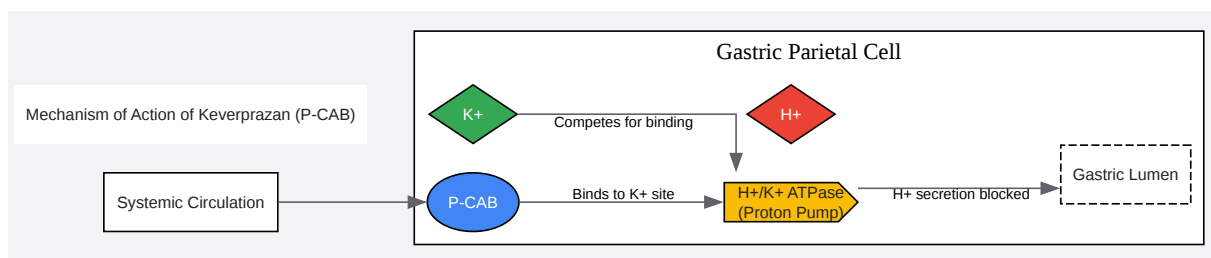 Gastric Parietal Cell
Mechanism of Action of Keverprazan (P-CAB)
K+
Competes for binding
H+
Systemic Circulation
P-CAB
Binds to K+ site
H+/K+ ATPase
(Proton Pump)
H+ secretion blocked
Gastric Lumen